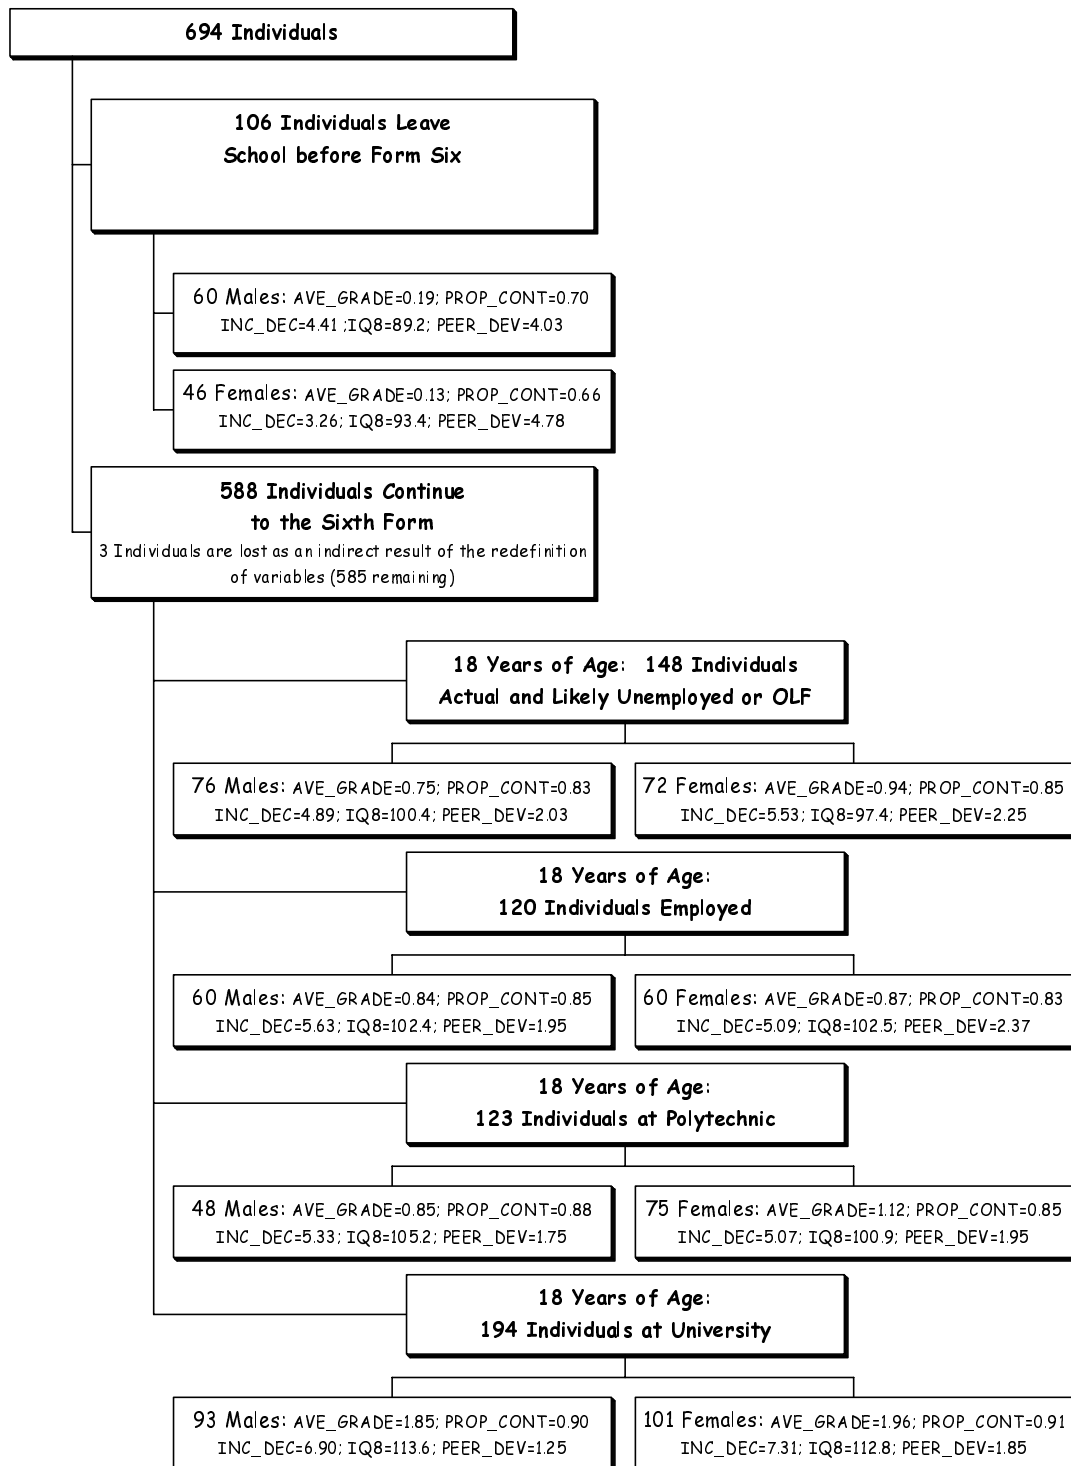 694 Individuals
106 Individuals Leave
School before Form Six
60 Males: AVE_GRADE=0.19; PROP_CONT=0.70
INC_DEC=4.41 ;IQ8=89.2; PEER_DEV=4.03
46 Females: AVE_GRADE=0.13; PROP_CONT=0.66
INC_DEC=3.26; IQ8=93.4; PEER_DEV=4.78
588 Individuals Continue
to the Sixth Form
3 Individuals are lost as an indirect result of the redefinition
of variables (585 remaining)
18 Years of Age: 148 Individuals
Actual and Likely Unemployed or OLF
76 Males: AVE_GRADE=0.75; PROP_CONT=0.83
INC_DEC=4.89; IQ8=100.4; PEER_DEV=2.03
72 Females: AVE_GRADE=0.94; PROP_CONT=0.85
INC_DEC=5.53; IQ8=97.4; PEER_DEV=2.25
18 Years of Age:
120 Individuals Employed
60 Males: AVE_GRADE=0.84; PROP_CONT=0.85
INC_DEC=5.63; IQ8=102.4; PEER_DEV=1.95
60 Females: AVE_GRADE=0.87; PROP_CONT=0.83
INC_DEC=5.09; IQ8=102.5; PEER_DEV=2.37
18 Years of Age:
123 Individuals at Polytechnic
48 Males: AVE_GRADE=0.85; PROP_CONT=0.88
INC_DEC=5.33; IQ8=105.2; PEER_DEV=1.75
75 Females: AVE_GRADE=1.12; PROP_CONT=0.85
INC_DEC=5.07; IQ8=100.9; PEER_DEV=1.95
18 Years of Age:
194 Individuals at University
93 Males: AVE_GRADE=1.85; PROP_CONT=0.90
INC_DEC=6.90; IQ8=113.6; PEER_DEV=1.25
101 Females: AVE_GRADE=1.96; PROP_CONT=0.91
INC_DEC=7.31; IQ8=112.8; PEER_DEV=1.85